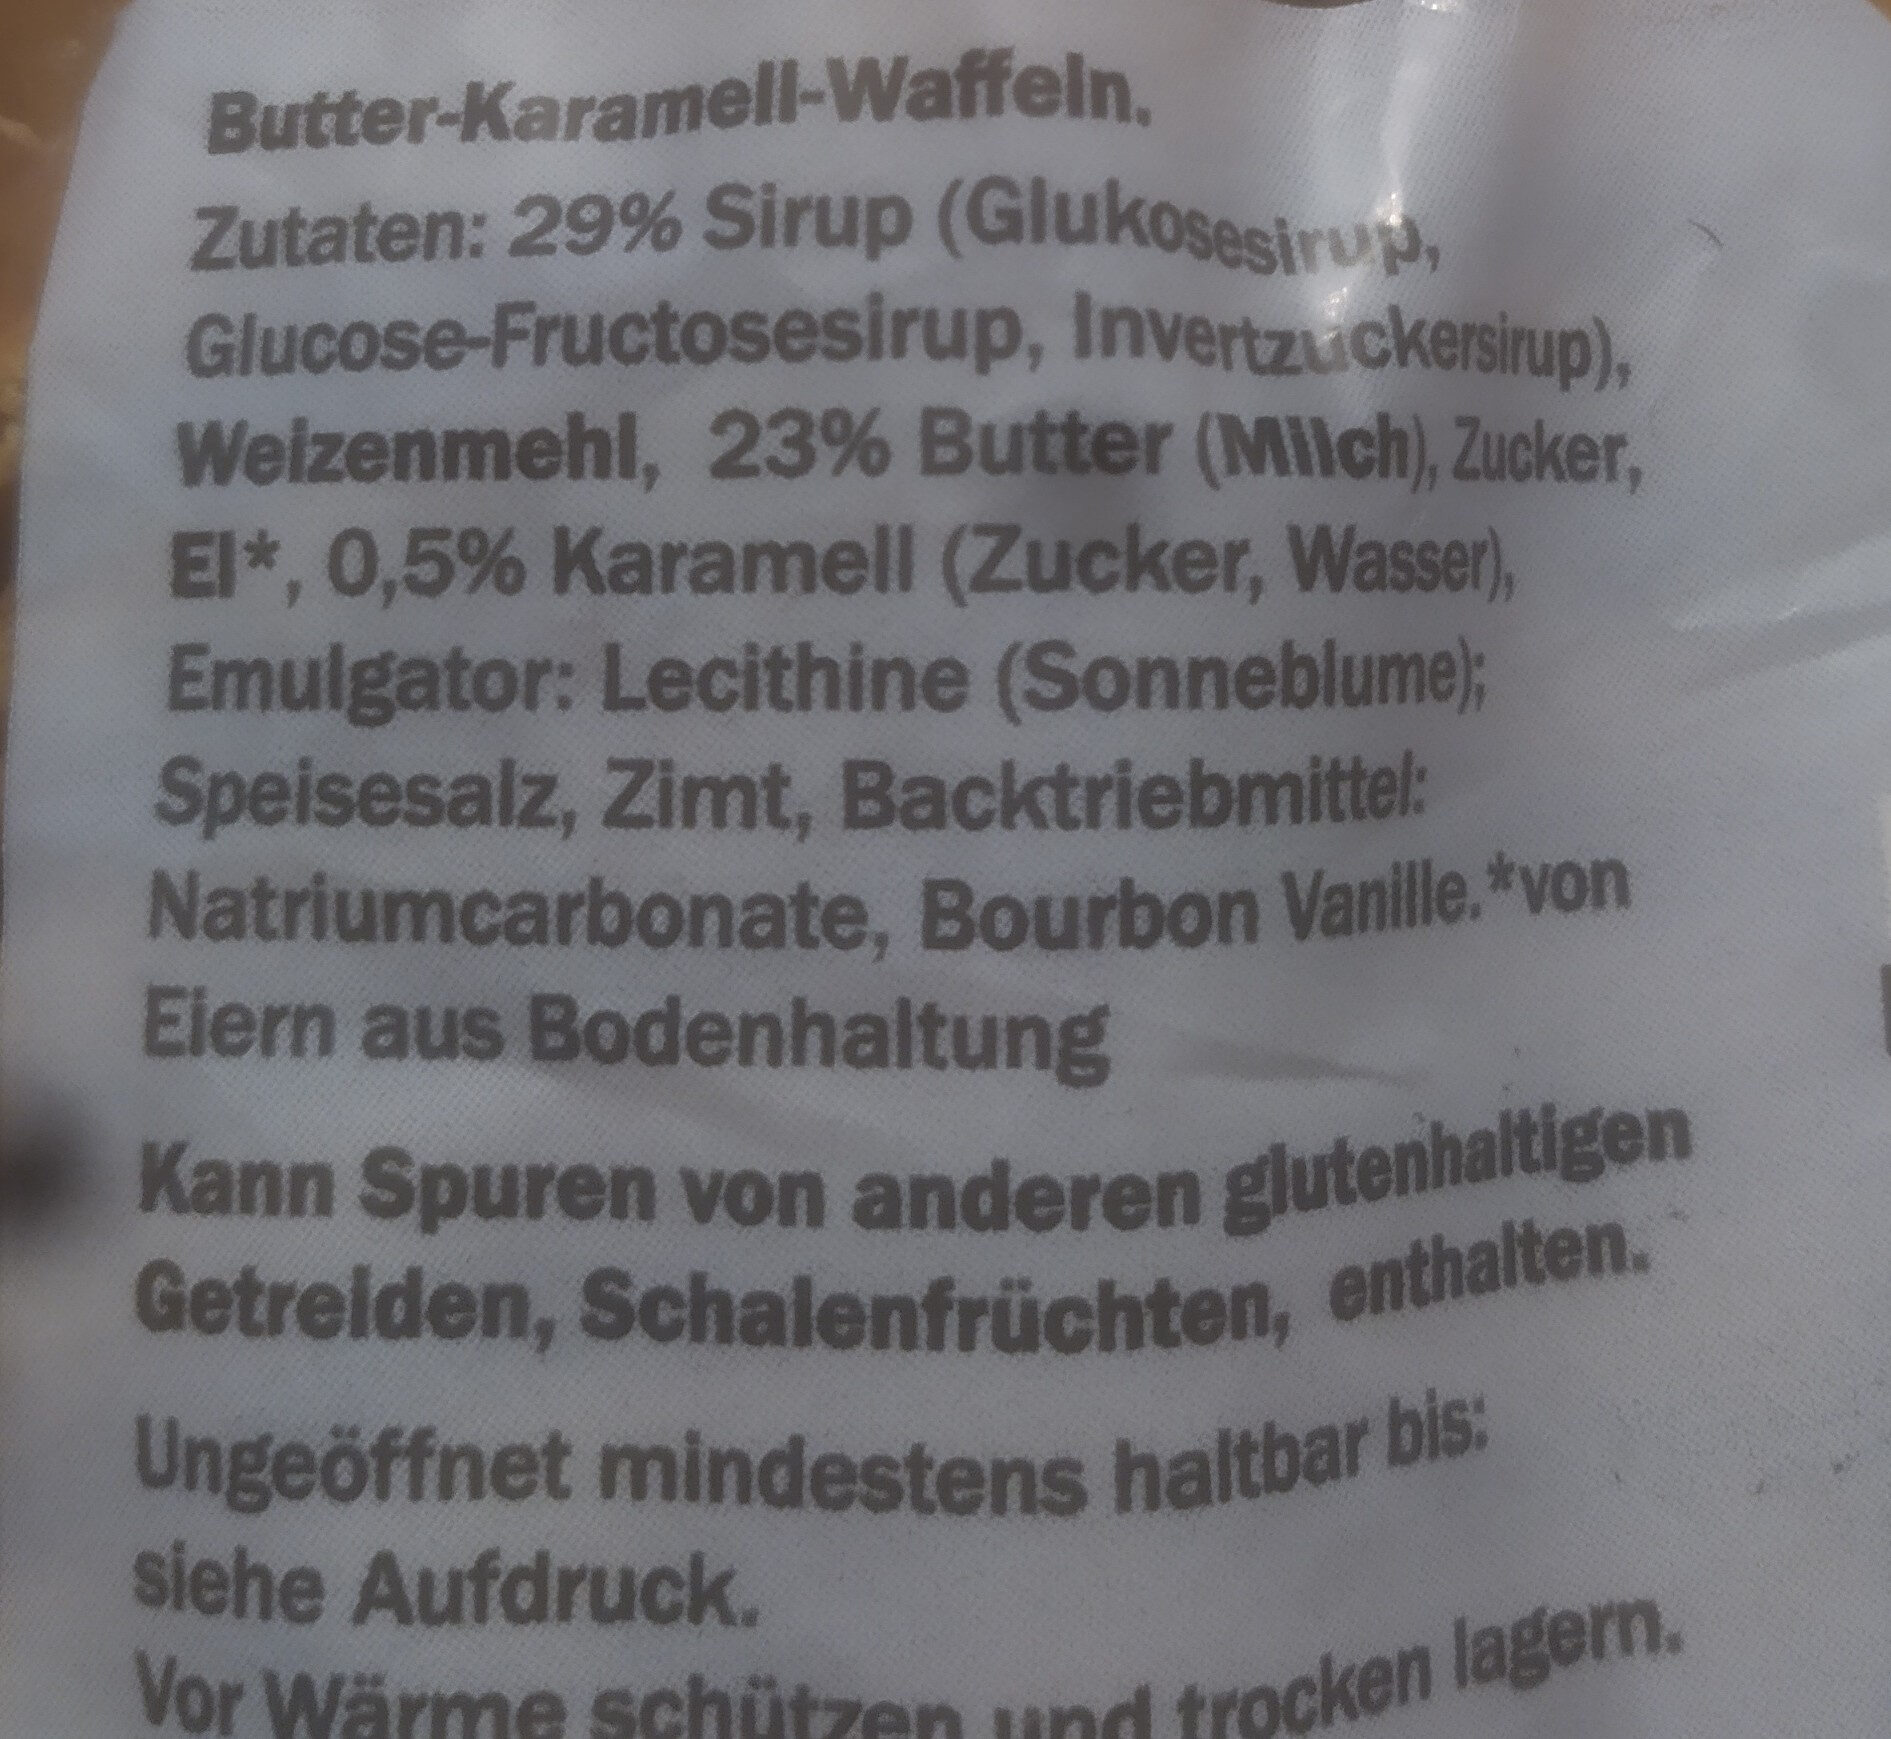 Butter-Karamell-Waffeln.
Zutaten: 29% Sirup (Glukosesirup,
Glucose-Fructosesirup, Invertzuckersirup),
Weizenmehl, 23% Butter (Milch), Zucker,
Ei*, 0,5% Karamell (Zucker, Wasser),
Emulgator: Lecithine (Sonneblume);
Speisesalz, Zimt, Backtriebmittel:
Natriumcarbonate, Bourbon Vanille.*von
Eiern aus Bodenhaltung
Kann Spuren von anderen glutenhaltigen
Getreiden, Schalenfrüchten, enthalten.
Ungeöffnet mindestens haltbar bis:
siehe Aufdruck.
Vor Wärme schützen und trocken lagern.